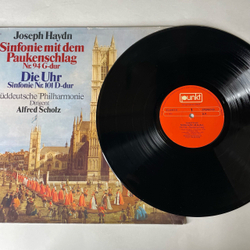 Joseph Haydn
Sinfonie mit dem
Paukenschlag
Nr. 94 G-dur
Die Uhr
Sinfonie Nr. 101 D-dur
Süddeutsche Philharmonie
Dirigent
Alfred Scholz
punkt